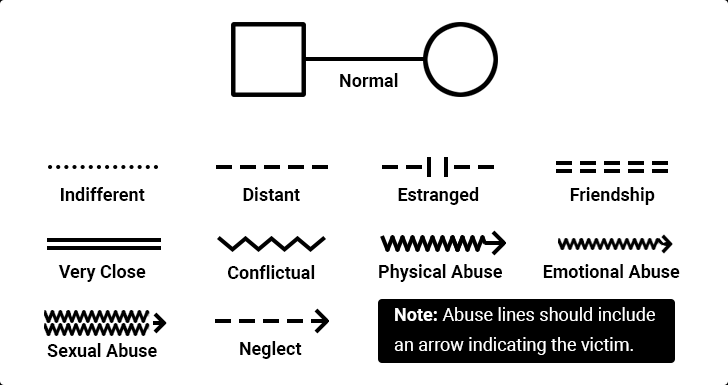 Normal
Indifferent
Distant
Estranged
Friendship
Very Close
Conflictual
Physical Abuse
Emotional Abuse
Sexual Abuse
Neglect
Note: Abuse lines should include
an arrow indicating the victim.